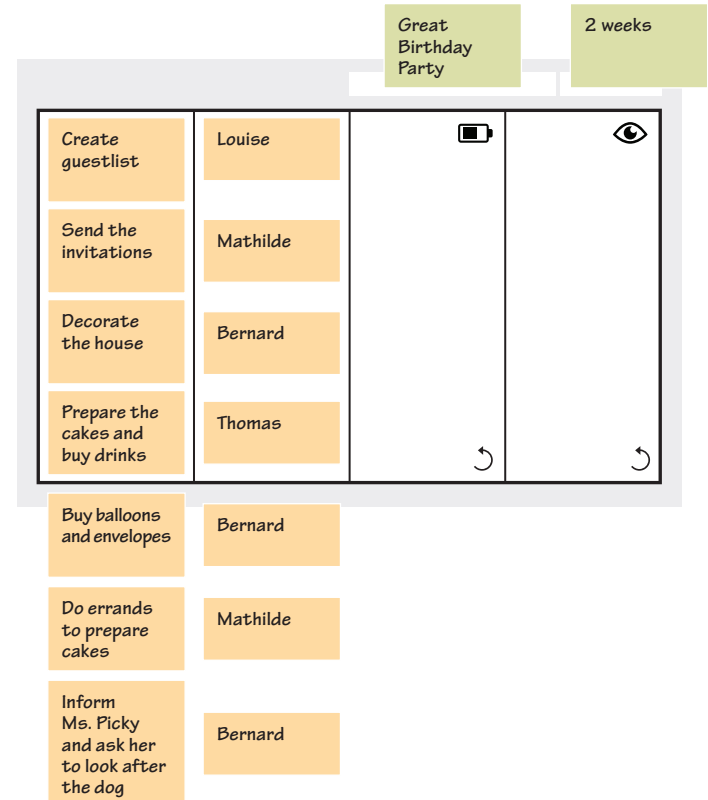 Great
Birthday
Party
2 weeks
Create
guestlist
Louise
Send the
invitations
Mathilde
Decorate
the house
Bernard
Prepare the
cakes and
buy drinks
Thomas
Buy balloons
and envelopes
Bernard
Do errands
to prepare
cakes
Mathilde
Inform
Ms. Picky
and ask her
to look after
the dog
Bernard